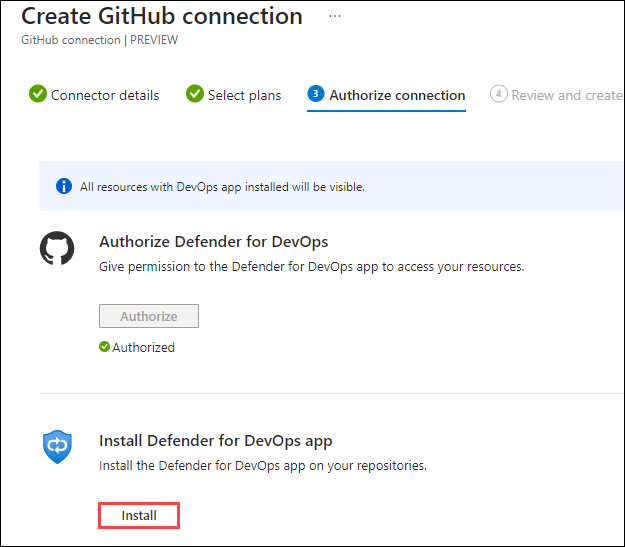 Create GitHub connection ...
GitHub connection | PREVIEW
Connector details Select plans 3 Authorize connection 4 Review and create
All resources with DevOps app installed will be visible.
Authorize Defender for DevOps
Give permission to the Defender for DevOps app to access your resources.
Authorize
Authorized
Install Defender for DevOps app
Install the Defender for DevOps app on your repositories.
Install